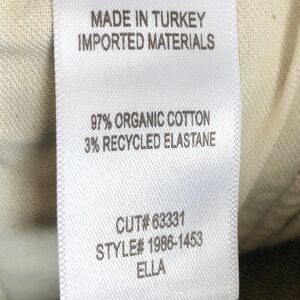 MADE IN TURKEY
IMPORTED MATERIALS
97% ORGANIC COTTON
3% RECYCLED ELASTANE
CUT# 63331
STYLE# 1986-1453
ELLA